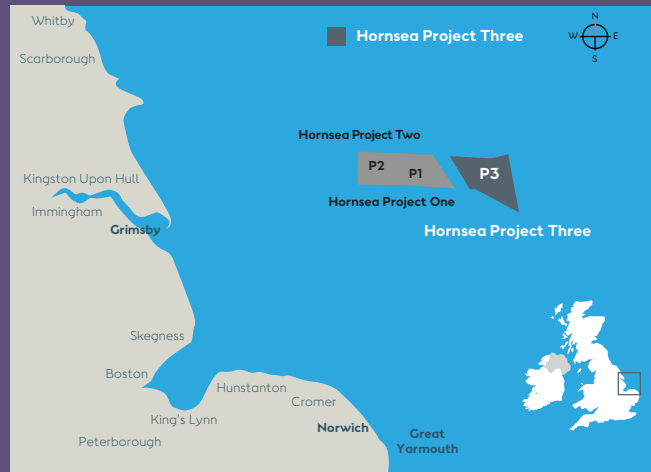 Whitby
Hornsea Project Three
N
W E
S
Scarborough
Hornsea Project Two
P2
P1
P3
Kingston Upon Hull
Hornsea Project One
Immingham
Grimsby
Hornsea Project Three
Skegness
Boston
Hunstanton
Cromer
King's Lynn
Norwich
Great
Yarmouth
Peterborough